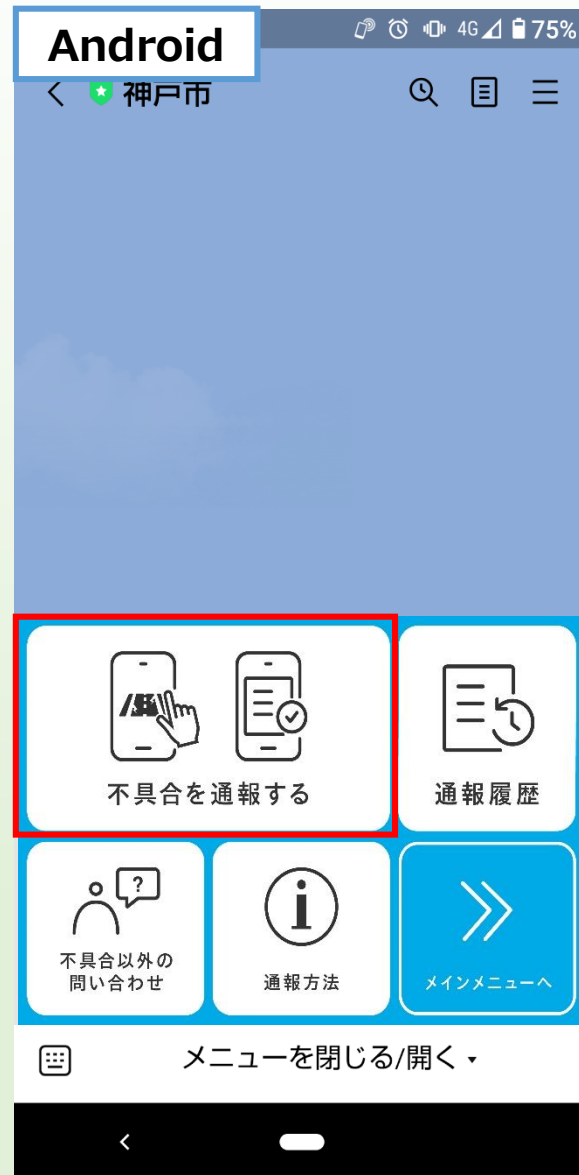 Android
4G 75%
神戸市
不具合を通報する
通報履歴
?
不具合以外の
問い合わせ
i
通報方法
メインメニューへ
メニューを閉じる/開く